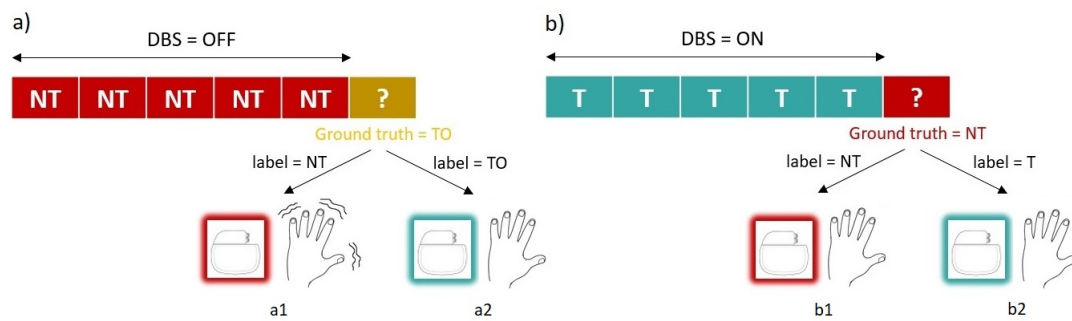 a)
DBS = OFF
NT NT NT NT NT ?
Ground truth = TO
label = NT
label = TO
a1
a2
b)
DBS = ON
T T T T T ?
Ground truth = NT
label = NT
label = T
b1
b2